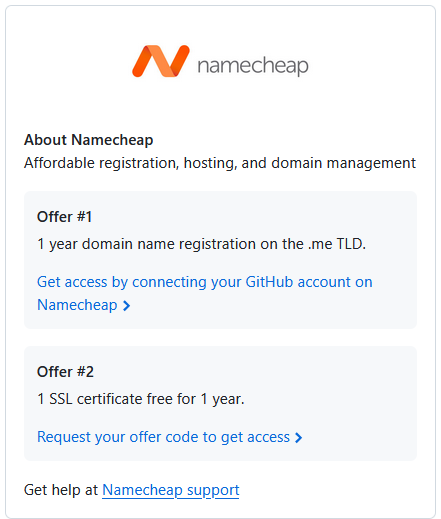 namecheap
About Namecheap
Affordable registration, hosting, and domain management
Offer #1
1 year domain name registration on the .me TLD.
Get access by connecting your GitHub account on
Namecheap
Offer #2
1 SSL certificate free for 1 year.
Request your offer code to get access
Get help at Namecheap support